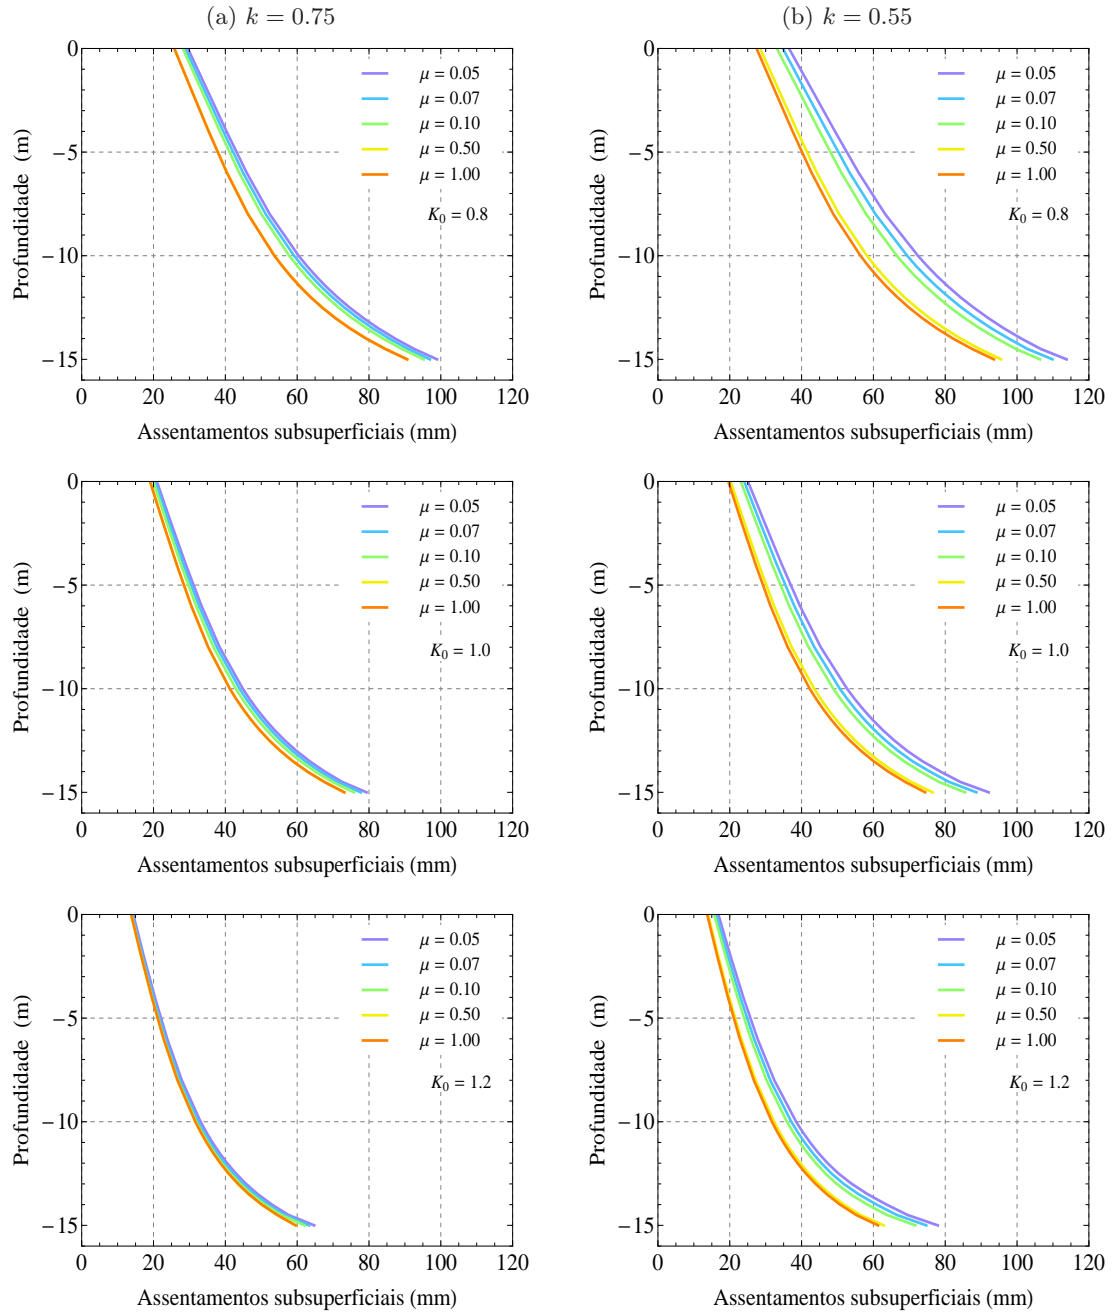 (a) k = 0.75
0
−5
−10
−15
Profundidade (m)
μ = 0.05
μ = 0.07
μ = 0.10
μ = 0.50
μ = 1.00
K0 = 0.8
0 20 40 60 80 100 120
Assentamentos subsuperficiais (mm)
(b) k = 0.55
0
−5
−10
−15
Profundidade (m)
μ = 0.05
μ = 0.07
μ = 0.10
μ = 0.50
μ = 1.00
K0 = 0.8
0 20 40 60 80 100 120
Assentamentos subsuperficiais (mm)
0
−5
−10
−15
Profundidade (m)
μ = 0.05
μ = 0.07
μ = 0.10
μ = 0.50
μ = 1.00
K0 = 1.0
0 20 40 60 80 100 120
Assentamentos subsuperficiais (mm)
0
−5
−10
−15
Profundidade (m)
μ = 0.05
μ = 0.07
μ = 0.10
μ = 0.50
μ = 1.00
K0 = 1.0
0 20 40 60 80 100 120
Assentamentos subsuperficiais (mm)
0
−5
−10
−15
Profundidade (m)
μ = 0.05
μ = 0.07
μ = 0.10
μ = 0.50
μ = 1.00
K0 = 1.2
0 20 40 60 80 100 120
Assentamentos subsuperficiais (mm)
0
−5
−10
−15
Profundidade (m)
μ = 0.05
μ = 0.07
μ = 0.10
μ = 0.50
μ = 1.00
K0 = 1.2
0 20 40 60 80 100 120
Assentamentos subsuperficiais (mm)